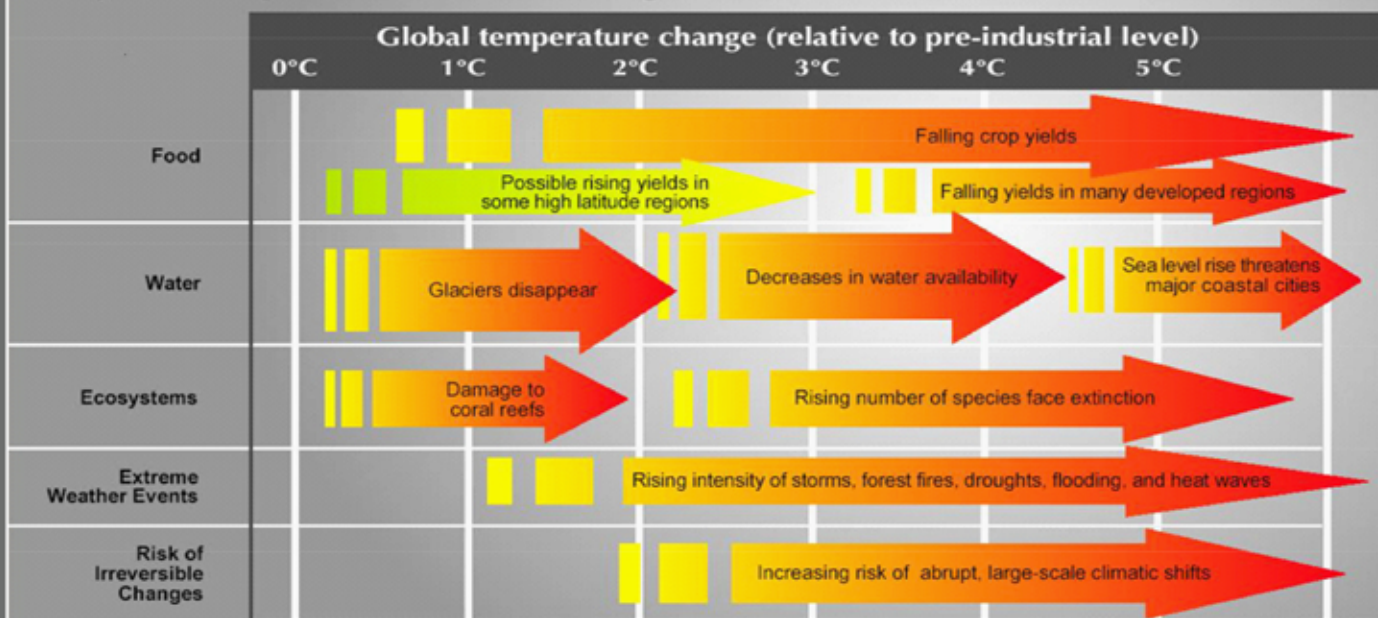 Global temperature change (relative to pre-industrial level)
0°C 1°C 2°C 3°C 4°C 5°C
Food
Falling crop yields
Possible rising yields in
some high latitude regions
Falling yields in many developed regions
Water
Glaciers disappear
Decreases in water availability
Sea level rise threatens
major coastal cities
Ecosystems
Damage to
coral reefs
Rising number of species face extinction
Extreme
Weather Events
Rising intensity of storms, forest fires, droughts, flooding, and heat waves
Risk of
Irreversible
Changes
Increasing risk of abrupt, large-scale climatic shifts